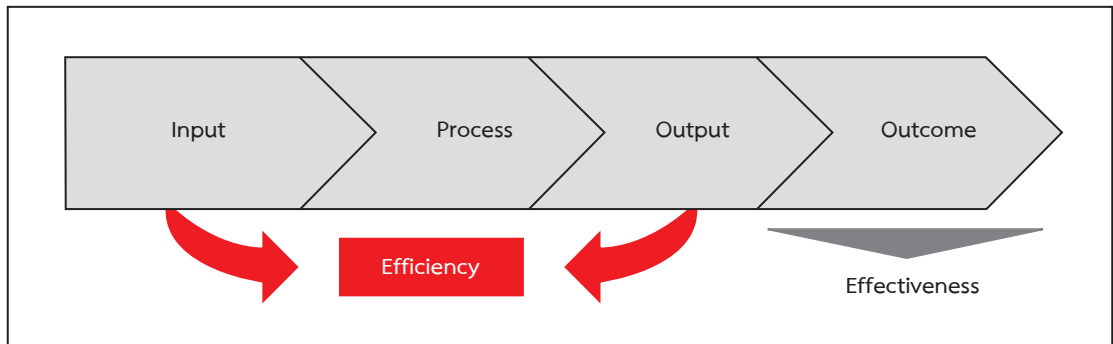 Input
Process
Output
Outcome
Efficiency
Effectiveness